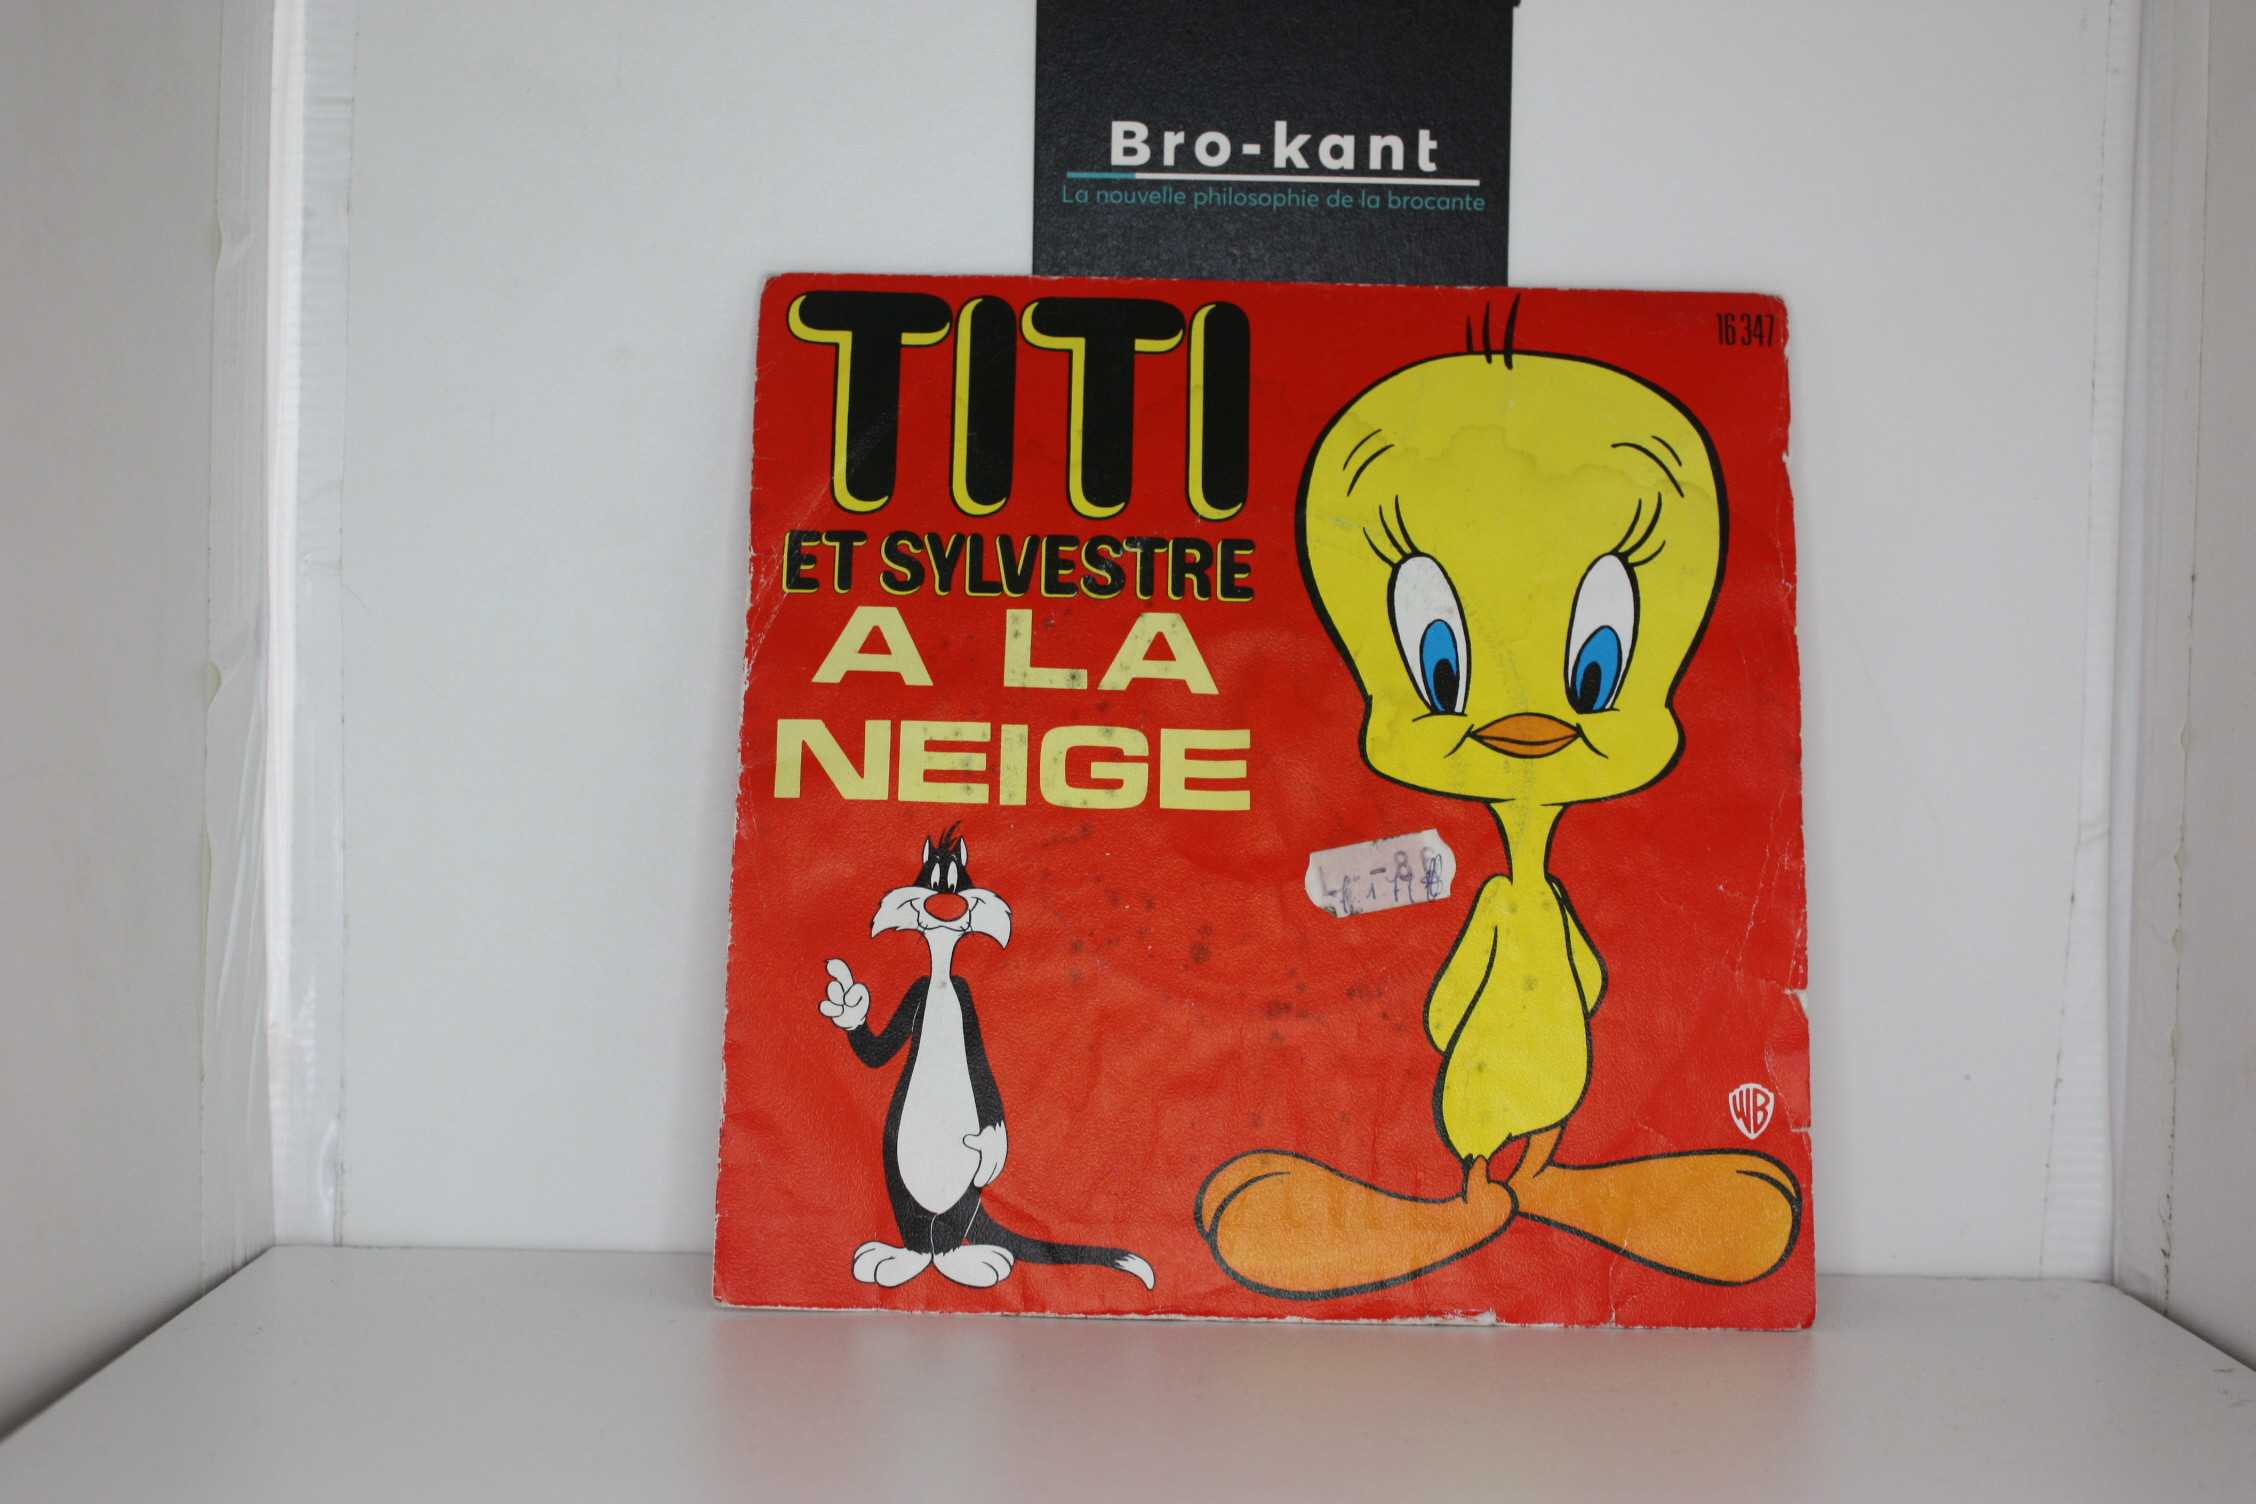 Bro-kant
La nouvelle philosophie de la brocante
TITI
16 347
ET SYLVESTRE
A LA
NEIGE
WB